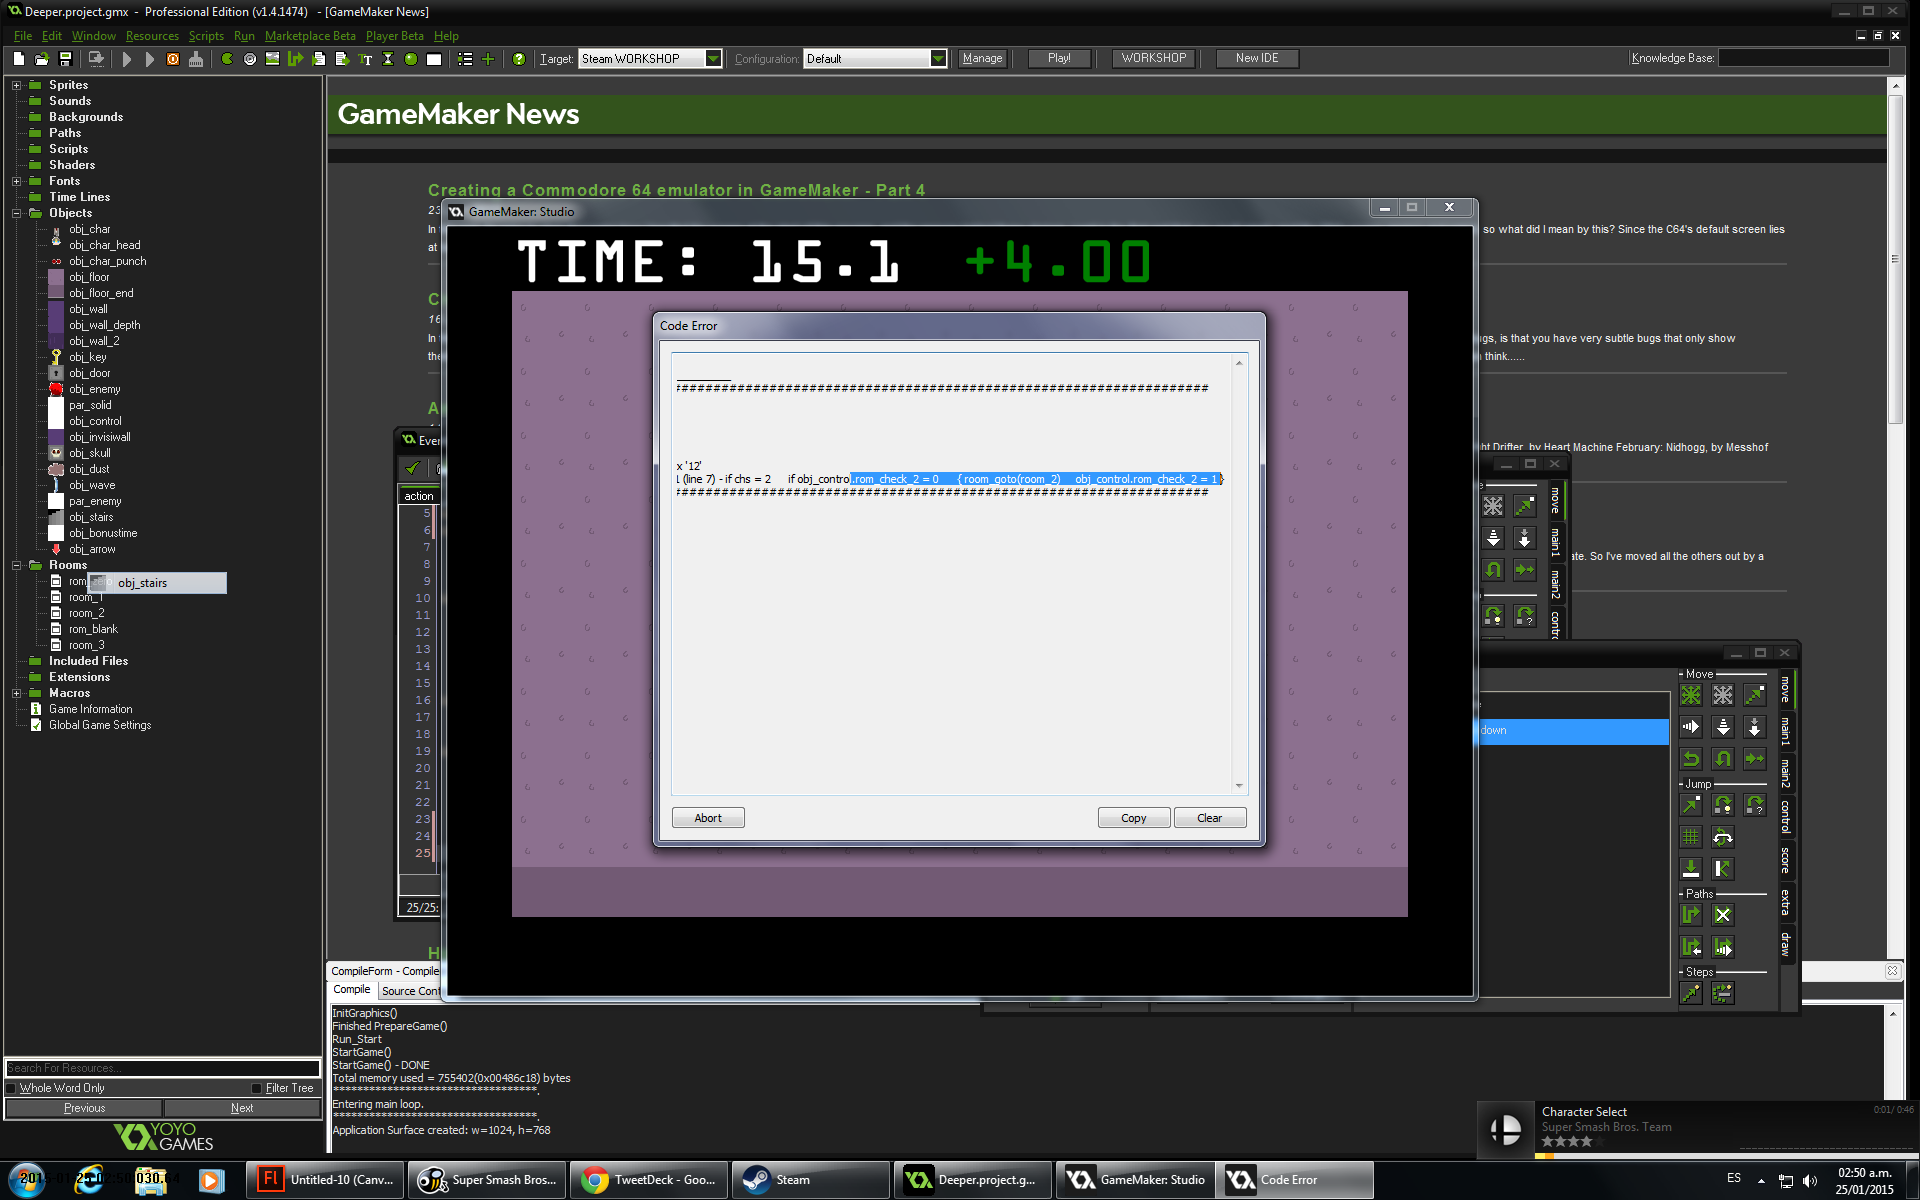 Deeper.project.gmx - Professional Edition (v1.4.1474) - [GameMaker News]
File Edit Window Resources Scripts Run Marketplace Beta Player Beta Help
Target: Steam WORKSHOP Configuration: Default Manage Play! WORKSHOP New IDE Knowledge Base:
Sprites
Sounds
Backgrounds
Paths
Scripts
Shaders
Fonts
Time Lines
Objects
obj_char
obj_char_head
obj_char_punch
obj_floor
obj_floor_end
obj_wall
obj_wall_depth
obj_wall_2
obj_key
obj_door
obj_enemy
par_solid
obj_control
obj_invisiwall
obj_skull
obj_dust
obj_wave
par_enemy
obj_stairs
obj_bonustime
obj_arrow
Rooms
obj_stairs
room_1
room_2
rom_blank
room_3
Included Files
Extensions
Macros
Game Information
Global Game Settings
Search For Resources...
Whole Word Only Filter Tree
Previous Next
YOYO
GAMES
GameMaker News
Creating a Commodore 64 emulator in GameMaker - Part 4
so what did I mean by this? Since the C64's default screen lies
at
gs, is that you have very subtle bugs that only show
the
think......
ht Drifter, by Heart Machine February: Nidhogg, by Messhof
ate. So I've moved all the others out by a
GameMaker: Studio
TIME: 15.1 +4.00
Code Error
############################################################
x '12'
(line 7) - if chs = 2 if obj_control.rom_check_2 = 0 {room_goto(room_2) obj_control.rom_check_2 = 1}
############################################################
Abort Copy Clear
Even
action
5
6
7
8
9
10
11
12
13
14
15
16
17
18
19
20
21
22
23
24
25
25/25:
move
main1
main2
contro
down
Move
Jump
Paths
Steps
move
main1
main2
control
score
extra
draw
CompileForm - Compile
Compile Source Cont
InitGraphics()
Finished PrepareGame()
Run_Start
StartGame()
StartGame() - DONE
Total memory used = 755402(0x00486c18) bytes
**********************************.
Entering main loop.
**********************************.
Application Surface created: w=1024, h=768
Character Select 0:01/ 0:46
Super Smash Bros. Team
Untitled-10 (Canv... Super Smash Bros... TweetDeck - Goo... Steam Deeper.project.g... GameMaker: Studio Code Error
ES
02:50 a.m.
25/01/2015